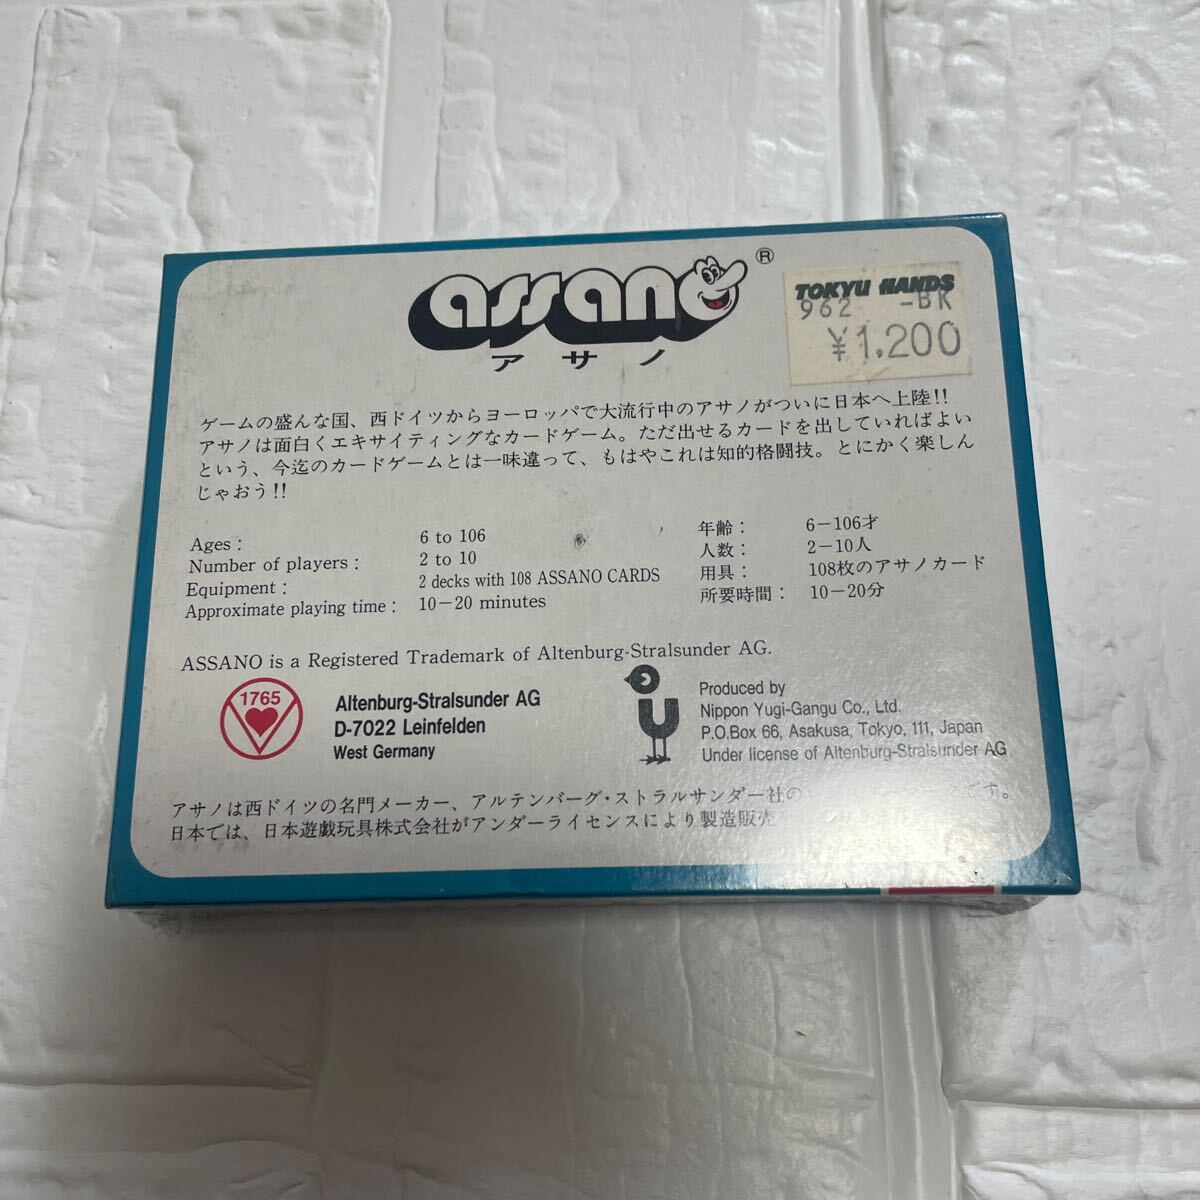 assano ®
アサノ
TOKYU HANDS
962 -BK
¥1,200
ゲームの盛んな国、西ドイツからヨーロッパで大流行中のアサノがついに日本へ上陸!!
アサノは面白くエキサイティングなカードゲーム。ただ出せるカードを出していればよい
という、今迄のカードゲームとは一味違って、もはやこれは知的格闘技。とにかく楽しん
じゃおう!!
Ages: 6 to 106
Number of players: 2 to 10
Equipment: 2 decks with 108 ASSANO CARDS
Approximate playing time: 10-20 minutes
年齢: 6-106才
人数: 2-10人
用具: 108枚のアサノカード
所要時間: 10-20分
ASSANO is a Registered Trademark of Altenburg-Stralsunder AG.
1765
Altenburg-Stralsunder AG
D-7022 Leinfelden
West Germany
Produced by
Nippon Yugi-Gangu Co., Ltd.
P.O.Box 66, Asakusa, Tokyo, 111, Japan
Under license of Altenburg-Stralsunder AG
アサノは西ドイツの名門メーカー、アルテンバーグ・ストラルサンダー社の です。
日本では、日本遊戯玩具株式会社がアンダーライセンスにより製造販売を